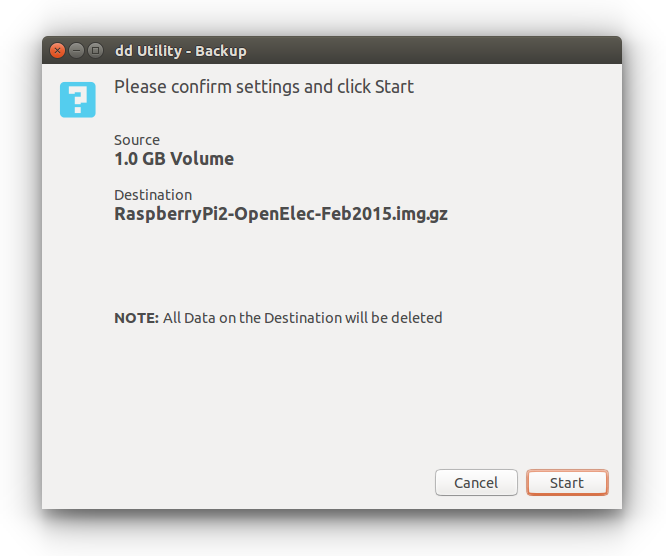 dd Utility - Backup
Please confirm settings and click Start
Source
1.0 GB Volume
Destination
RaspberryPi2-OpenElec-Feb2015.img.gz
NOTE: All Data on the Destination will be deleted
Cancel Start